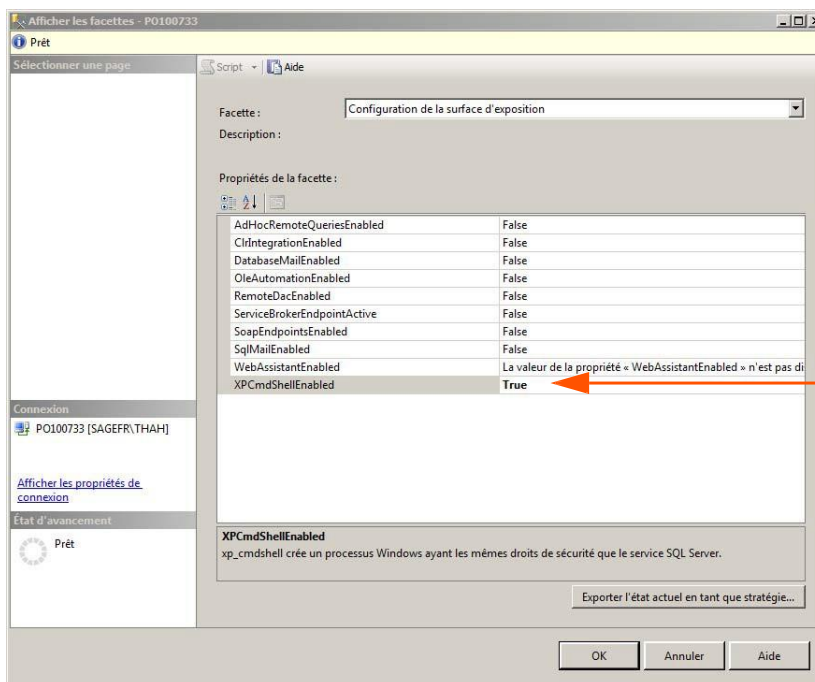 Afficher les facettes - PO100733
Prêt
Sélectionner une page
Script
Aide
Facette :
Configuration de la surface d'exposition
Description :
Propriétés de la facette :
AdHocRemoteQueriesEnabled False
ClrIntegrationEnabled False
DatabaseMailEnabled False
OleAutomationEnabled False
RemoteDacEnabled False
ServiceBrokerEndpointActive False
SoapEndpointsEnabled False
SqlMailEnabled False
WebAssistantEnabled La valeur de la propriété « WebAssistantEnabled » n'est pas di
XPCmdShellEnabled True
Connexion
PO100733 [SAGEFR\THAH]
Afficher les propriétés de
connexion
État d'avancement
Prêt
XPCmdShellEnabled
xp_cmdshell crée un processus Windows ayant les mêmes droits de sécurité que le service SQL Server.
Exporter l'état actuel en tant que stratégie...
OK
Annuler
Aide